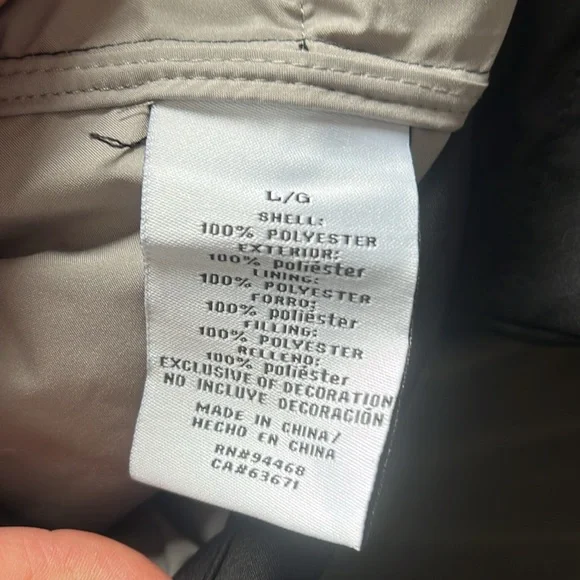 L/G
SHELL:
100% POLYESTER
EXTERIOR:
100% poliéster
LINING:
100% POLYESTER
FORRO:
100% poliéster
FILLING:
100% POLYESTER
RELLENO:
100% poliéster
EXCLUSIVE OF DECORATION
NO INCLUYE DECORACIÓN
MADE IN CHINA/
HECHO EN CHINA
RN#94468
CA#63671